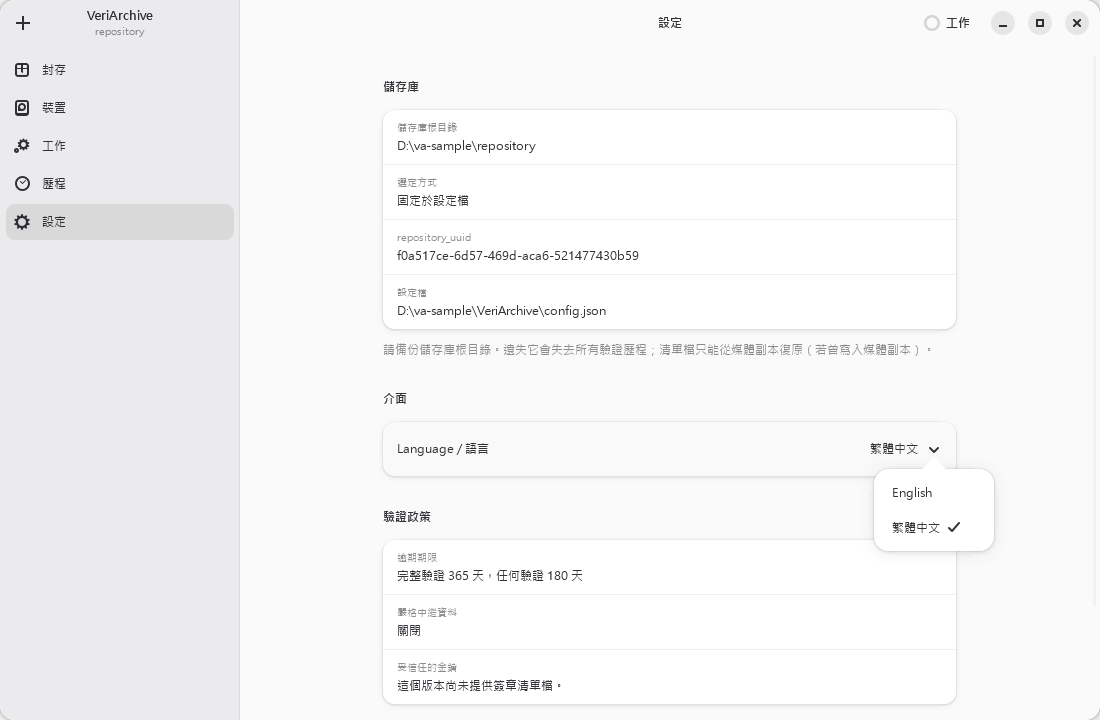 VeriArchive
repository
封存
裝置
工作
歷程
設定
設定
工作
儲存庫
儲存庫根目錄
D:\va-sample\repository
選定方式
固定於設定檔
repository_uuid
f0a517ce-6d57-469d-aca6-521477430b59
設定檔
D:\va-sample\VeriArchive\config.json
請備份儲存庫根目錄。遺失它會失去所有驗證歷程；清單檔只能從媒體副本復原（若曾寫入媒體副本）。
介面
Language / 語言
繁體中文
English
繁體中文
驗證政策
逾期期限
完整驗證 365 天，任何驗證 180 天
嚴格中繼資料
關閉
受信任的金鑰
這個版本尚未提供簽章清單檔。